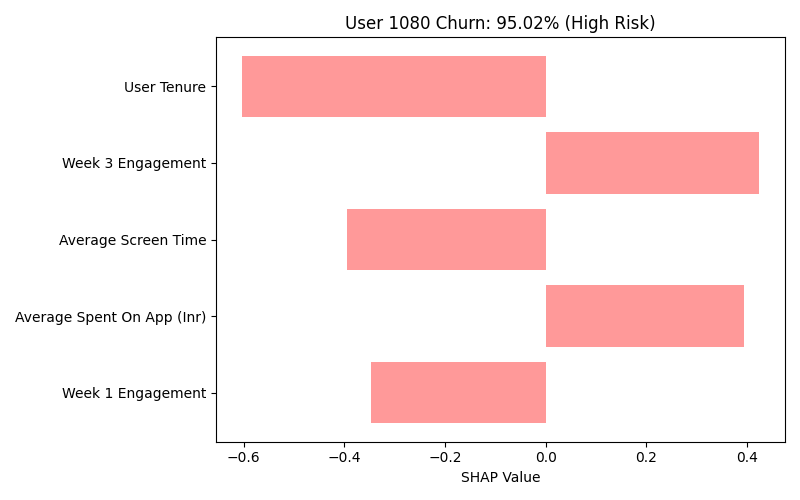 User 1080 Churn: 95.02% (High Risk)
User Tenure
Week 3 Engagement
Average Screen Time
Average Spent On App (Inr)
Week 1 Engagement
−0.6 −0.4 −0.2 0.0 0.2 0.4
SHAP Value